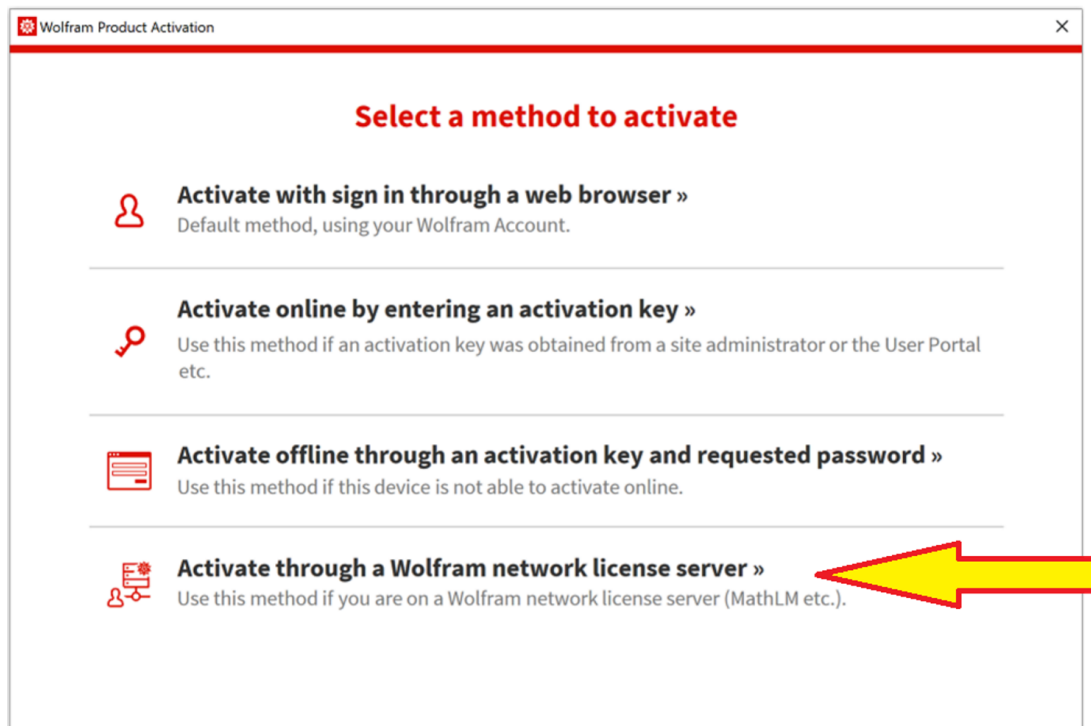 Wolfram Product Activation
Select a method to activate
Activate with sign in through a web browser »
Default method, using your Wolfram Account.
Activate online by entering an activation key »
Use this method if an activation key was obtained from a site administrator or the User Portal
etc.
Activate offline through an activation key and requested password »
Use this method if this device is not able to activate online.
Activate through a Wolfram network license server »
Use this method if you are on a Wolfram network license server (MathLM etc.).